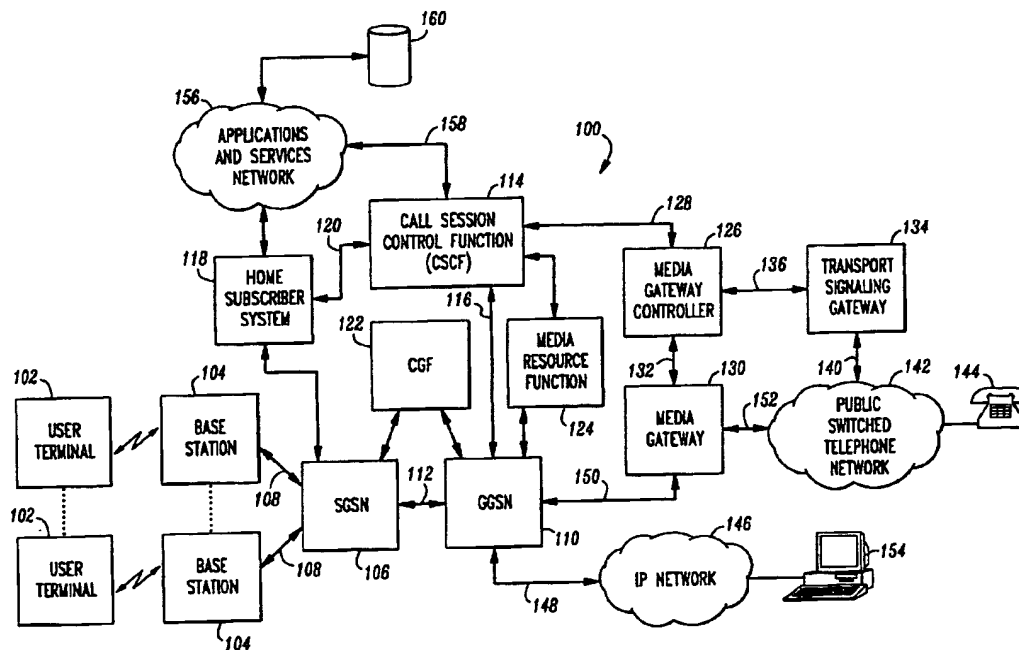 160
156
APPLICATIONS
AND SERVICES
NETWORK
158
100
114
CALL SESSION
CONTROL FUNCTION
(CSCF)
120
128
126
MEDIA
GATEWAY
CONTROLLER
134
TRANSPORT
SIGNALING
GATEWAY
136
118
HOME
SUBSCRIBER
SYSTEM
116
122
CGF
MEDIA
RESOURCE
FUNCTION
124
132
130
MEDIA
GATEWAY
140
142
PUBLIC
SWITCHED
TELEPHONE
NETWORK
144
152
102
USER
TERMINAL
104
BASE
STATION
108
SGSN
106
112
GGSN
110
150
102
USER
TERMINAL
BASE
STATION
104
108
148
146
IP NETWORK
154